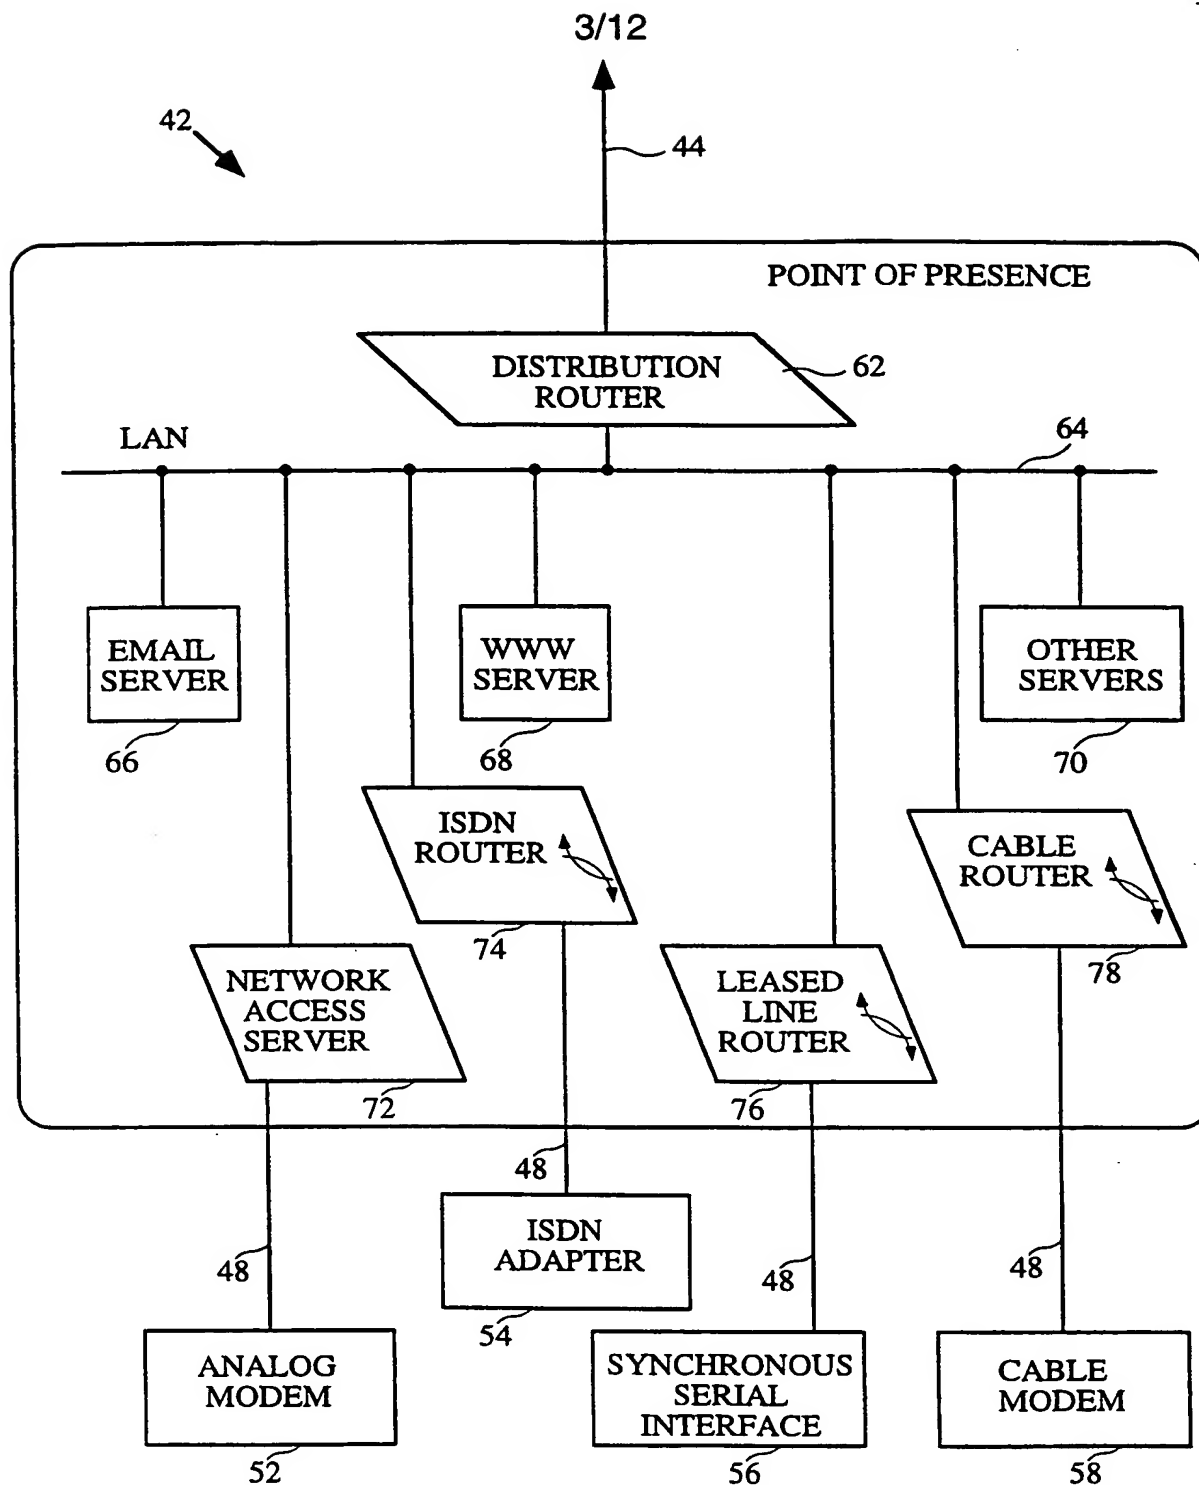 3/12
42
44
POINT OF PRESENCE
DISTRIBUTION
ROUTER
62
LAN
64
EMAIL
SERVER
66
WWW
SERVER
68
OTHER
SERVERS
70
ISDN
ROUTER
74
CABLE
ROUTER
78
NETWORK
ACCESS
SERVER
72
LEASED
LINE
ROUTER
76
48
ISDN
ADAPTER
54
48
48
48
ANALOG
MODEM
52
SYNCHRONOUS
SERIAL
INTERFACE
56
CABLE
MODEM
58